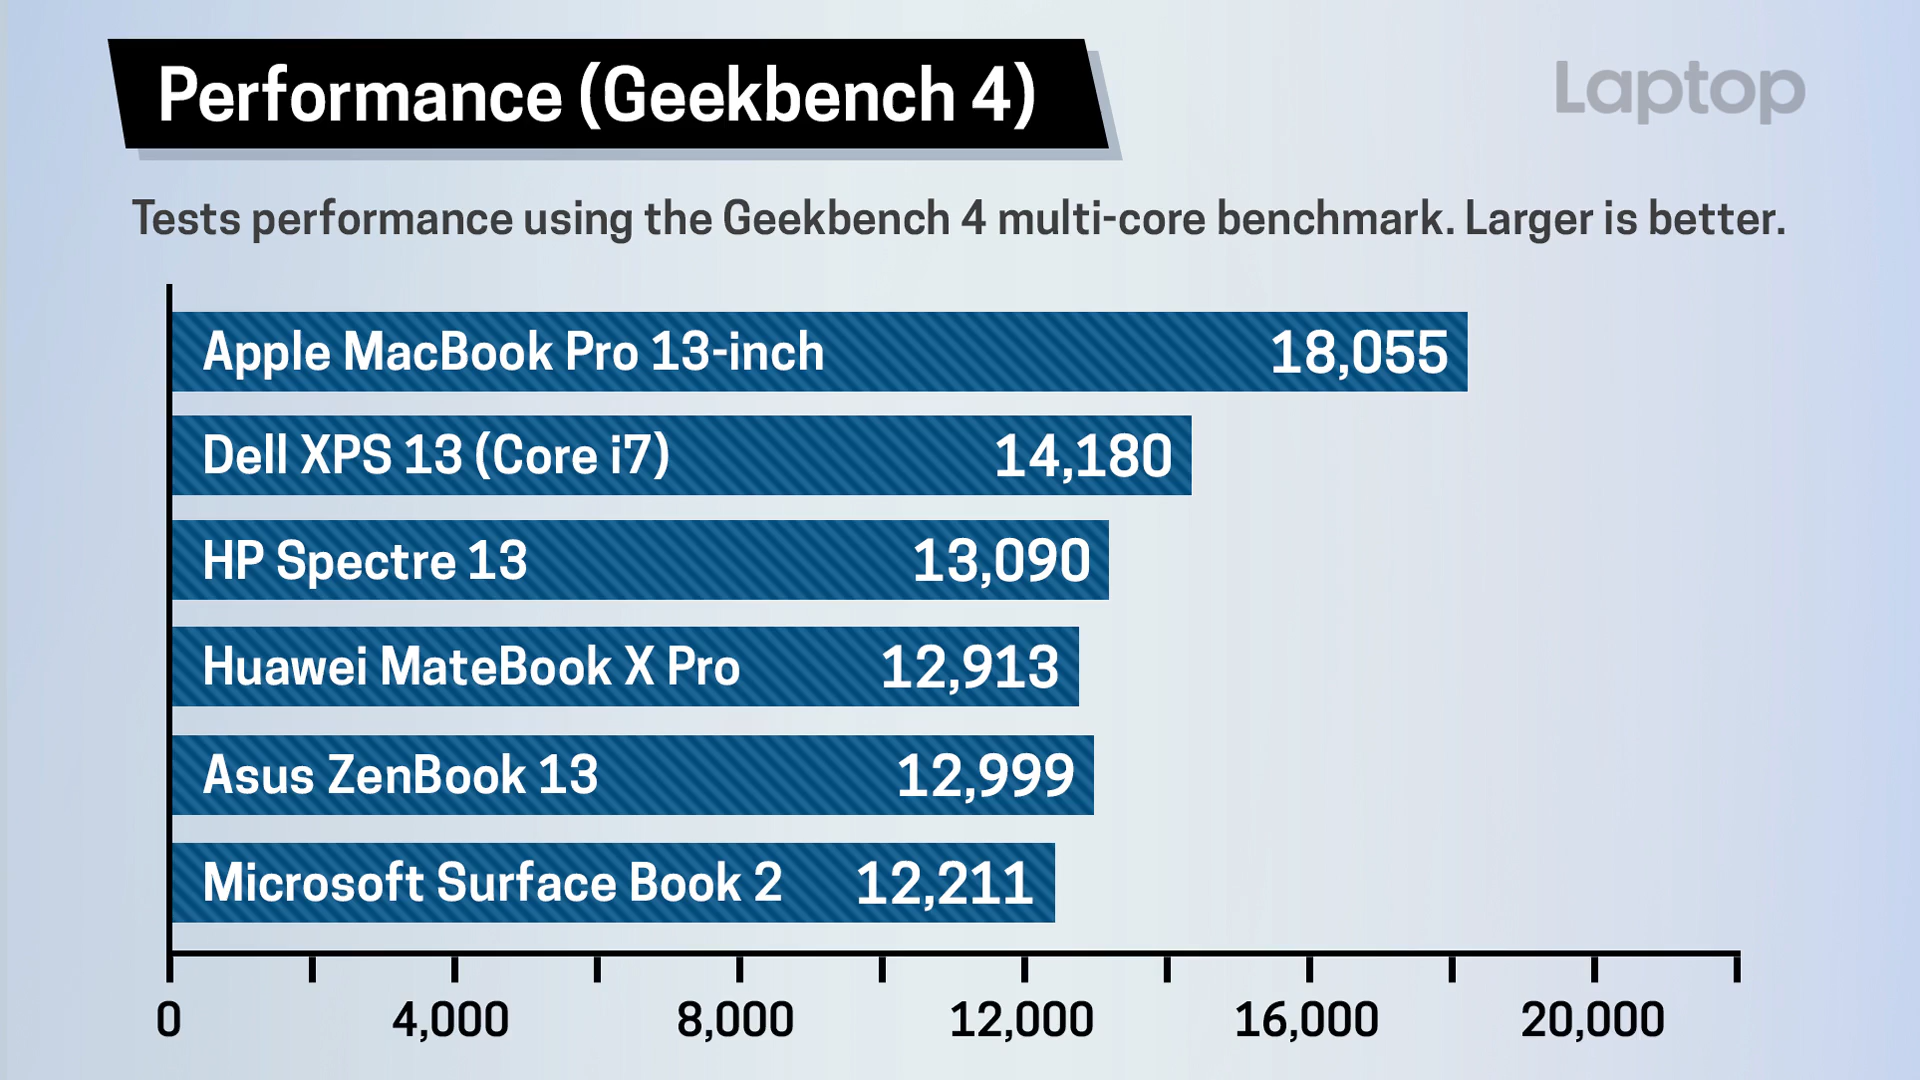 Performance (Geekbench 4)
Laptop
Tests performance using the Geekbench 4 multi-core benchmark. Larger is better.
Apple MacBook Pro 13-inch 18,055
Dell XPS 13 (Core i7) 14,180
HP Spectre 13 13,090
Huawei MateBook X Pro 12,913
Asus ZenBook 13 12,999
Microsoft Surface Book 2 12,211
0 4,000 8,000 12,000 16,000 20,000